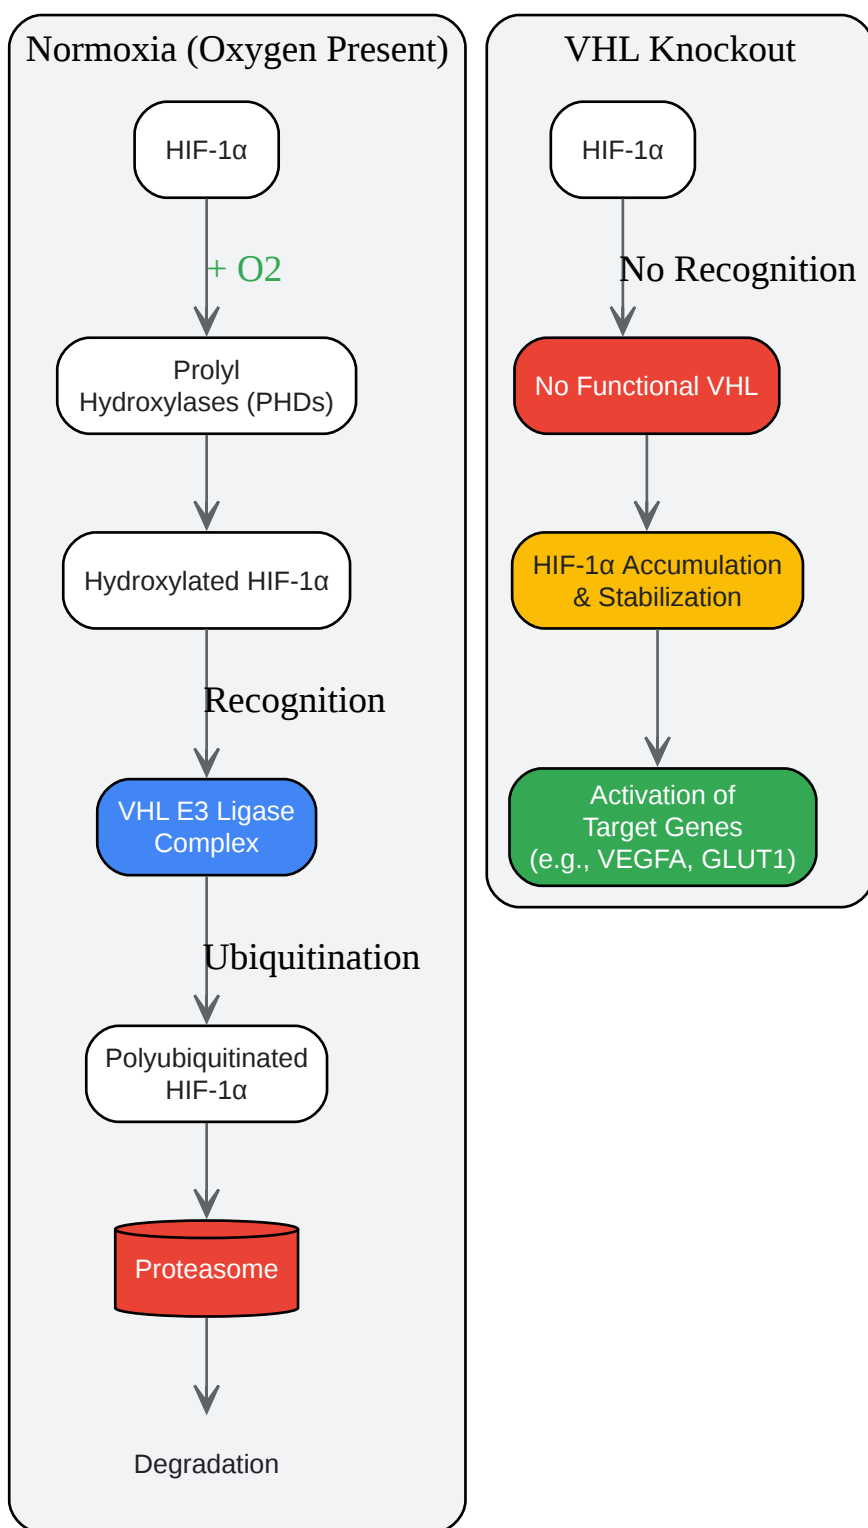 Normoxia (Oxygen Present)
HIF-1α
+ O2
Prolyl
Hydroxylases (PHDs)
Hydroxylated HIF-1α
Recognition
VHL E3 Ligase
Complex
Ubiquitination
Polyubiquitinated
HIF-1α
Proteasome
Degradation
VHL Knockout
HIF-1α
No Recognition
No Functional VHL
HIF-1α Accumulation
& Stabilization
Activation of
Target Genes
(e.g., VEGFA, GLUT1)